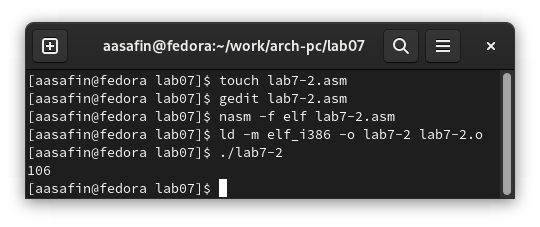 aasafin@fedora:~/work/arch-pc/lab07
[aasafin@fedora lab07]$ touch lab7-2.asm
[aasafin@fedora lab07]$ gedit lab7-2.asm
[aasafin@fedora lab07]$ nasm -f elf lab7-2.asm
[aasafin@fedora lab07]$ ld -m elf_i386 -o lab7-2 lab7-2.o
[aasafin@fedora lab07]$ ./lab7-2
106
[aasafin@fedora lab07]$